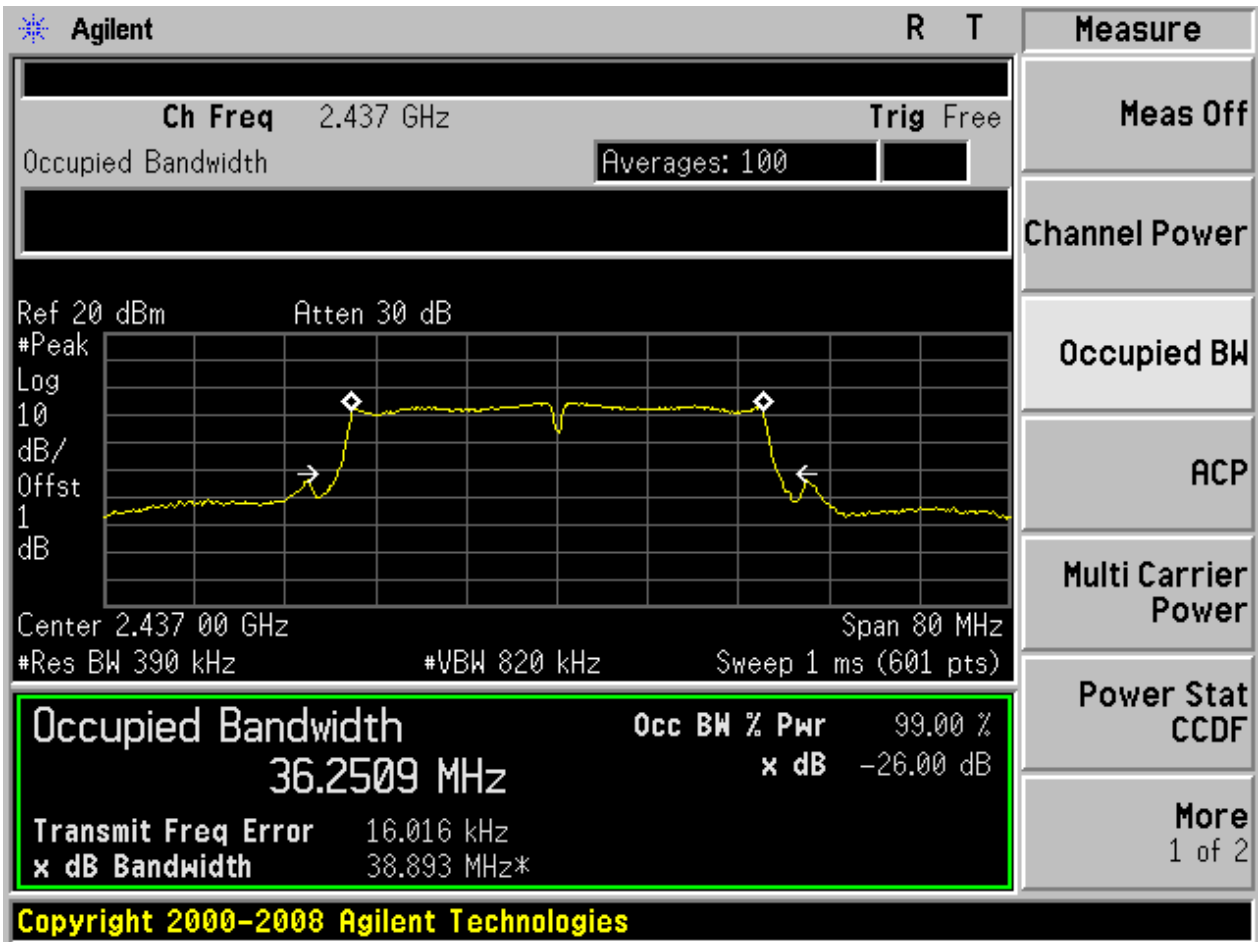 Agilent R T
Ch Freq 2.437 GHz Trig Free
Occupied Bandwidth Averages: 100
Ref 20 dBm Atten 30 dB
#Peak
Log
10
dB/
Offst
1
dB
Center 2.437 00 GHz Span 80 MHz
#Res BW 390 kHz #VBW 820 kHz Sweep 1 ms (601 pts)
Occupied Bandwidth Occ BW % Pwr 99.00 %
36.2509 MHz x dB -26.00 dB
Transmit Freq Error 16.016 kHz
x dB Bandwidth 38.893 MHz*
Copyright 2000-2008 Agilent Technologies
Measure
Meas Off
Channel Power
Occupied BW
ACP
Multi Carrier
Power
Power Stat
CCDF
More
1 of 2